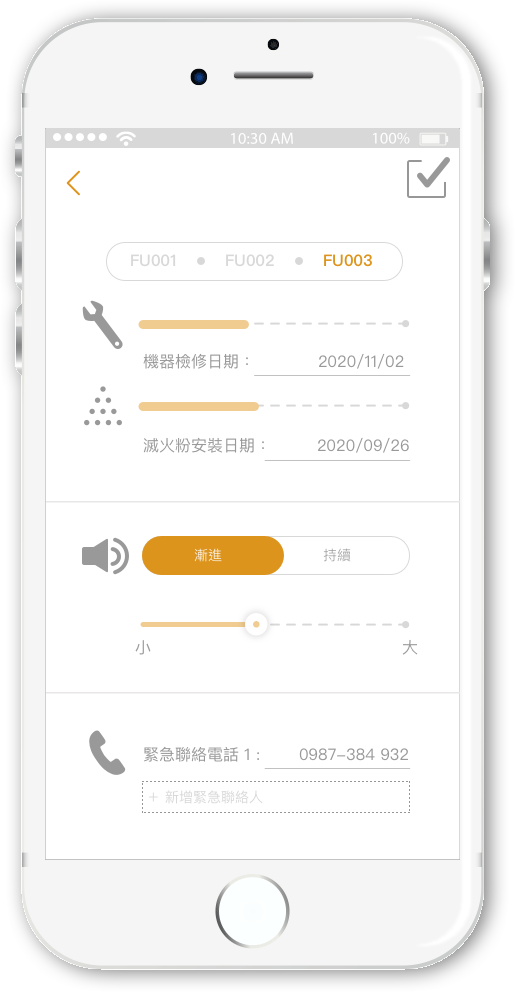 10:30 AM 100%
FU001 FU002 FU003
機器檢修日期： 2020/11/02
滅火粉安裝日期： 2020/09/26
漸進 持續
小 大
緊急聯絡電話 1 : 0987-384 932
+ 新增緊急聯絡人